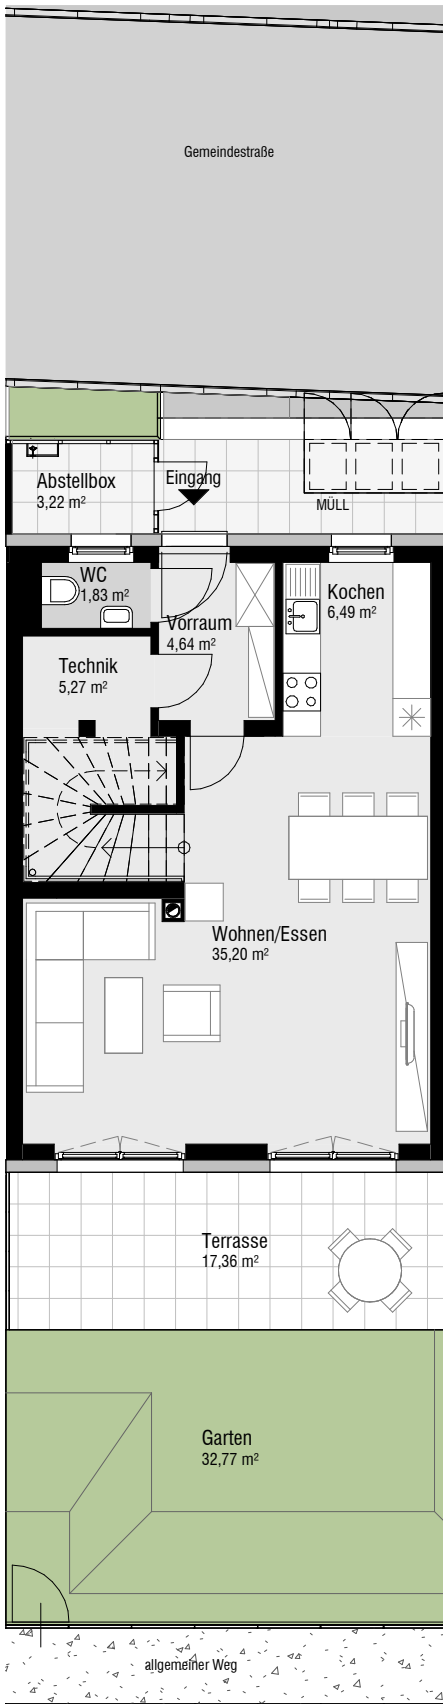 Gemeindestraße
Abstellbox
3,22 m²
Eingang
MÜLL
WC
1,83 m²
Kochen
6,49 m²
Vorraum
4,64 m²
Technik
5,27 m²
Wohnen/Essen
35,20 m²
Terrasse
17,36 m²
Garten
32,77 m²
allgemeiner Weg